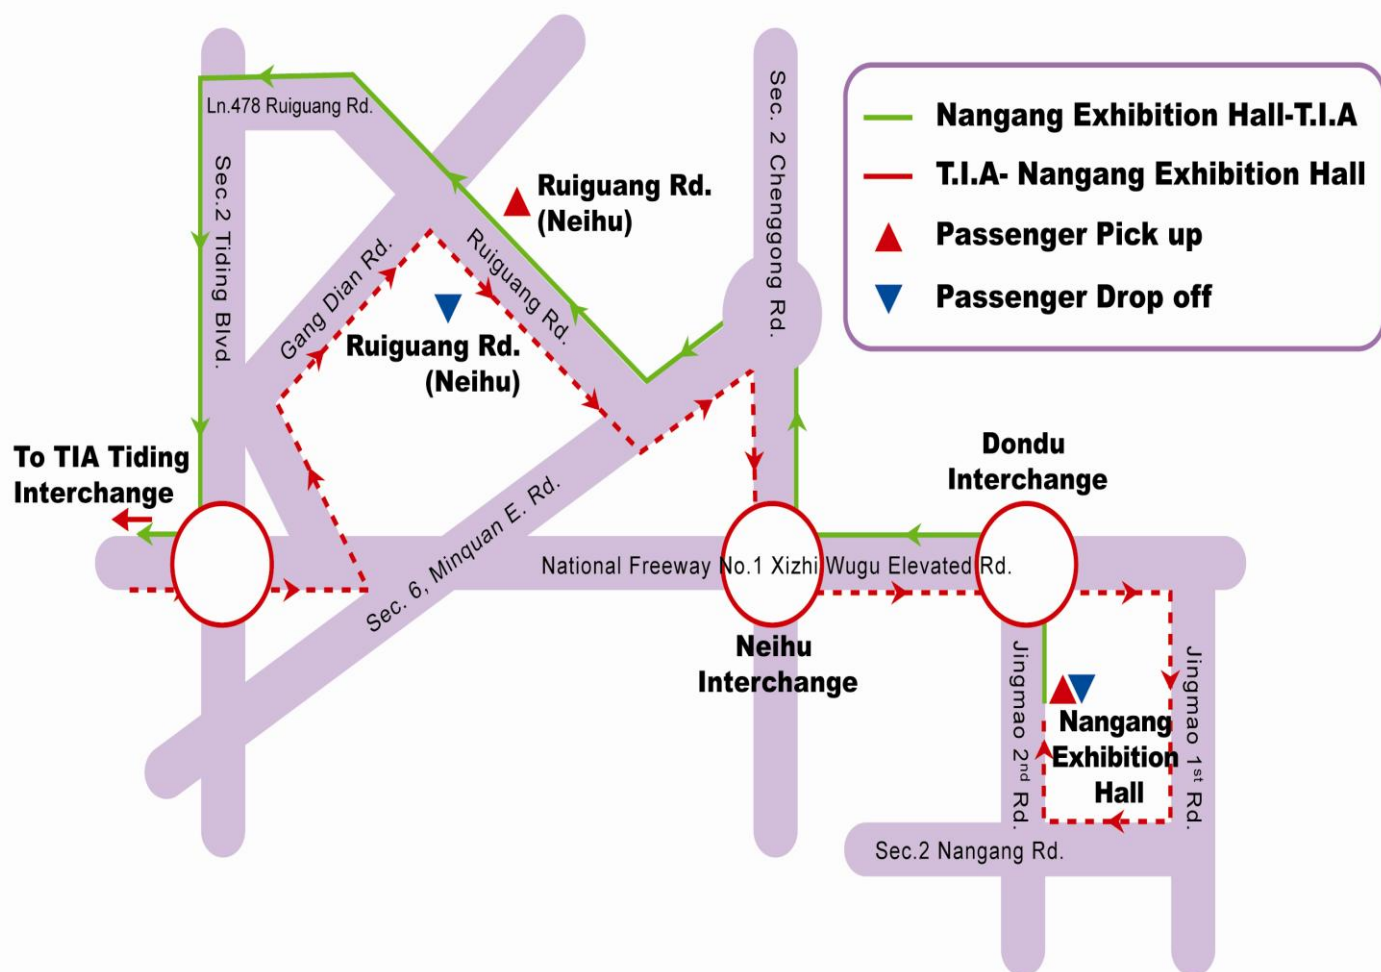 Nangang Exhibition Hall-T.I.A
T.I.A- Nangang Exhibition Hall
Passenger Pick up
Passenger Drop off
Ln.478 Ruiguang Rd.
Sec.2 Tiding Blvd.
Gang Dian Rd.
Ruiguang Rd.
Ruiguang Rd.
(Neihu)
Ruiguang Rd.
(Neihu)
Sec. 2 Chenggong Rd.
To TIA Tiding
Interchange
Sec. 6, Minquan E. Rd.
National Freeway No.1 Xizhi Wugu Elevated Rd.
Dondu
Interchange
Neihu
Interchange
Jingmao 2nd Rd.
Nangang
Exhibition
Hall
Jingmao 1st Rd.
Sec.2 Nangang Rd.